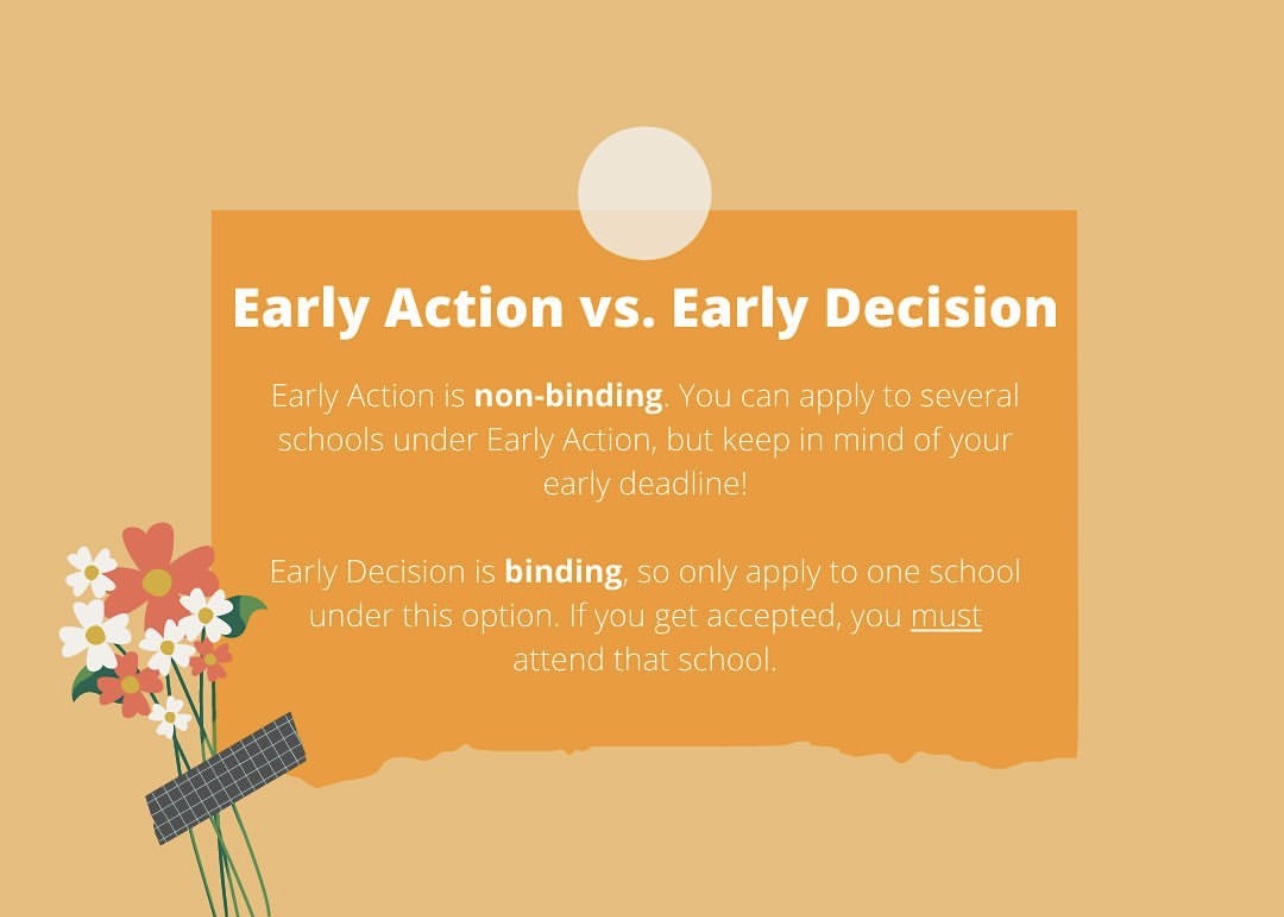 Early Action vs. Early Decision
Early Action is non-binding. You can apply to several
schools under Early Action, but keep in mind of your
early deadline!
Early Decision is binding, so only apply to one school
under this option. If you get accepted, you must
attend that school.